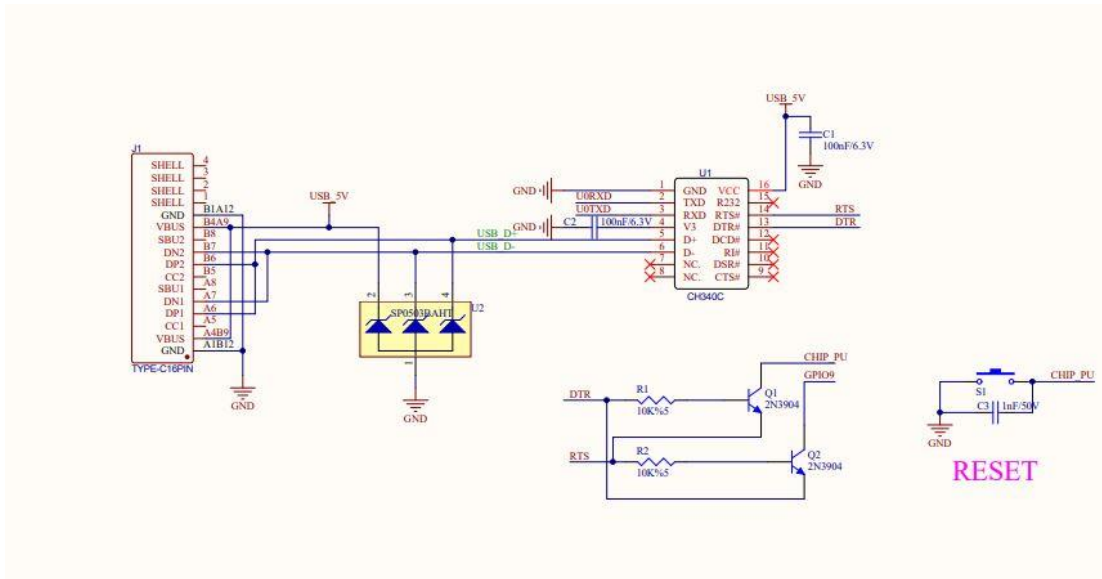 J1
SHELL 4
SHELL 3
SHELL 2
SHELL 1
GND B1A12
VBUS B4A9
SBU2 B8
DN2 B7
DP2 B6
CC2 B5
SBU1 A8
DN1 A7
DP1 A6
CC1 A5
VBUS A4B9
GND A1B12
TYPE-C16PIN
GND
USB_5V
USB_D+
USB_D-
2 3 4
SP0503BAHT
U2
1
GND
USB_5V
C1
100nF/6.3V
GND
U1
GND
U0RXD
U0TXD
GND C2 100nF/6.3V
1 GND VCC 16
2 TXD R232 15
3 RXD RTS# 14 RTS
4 V3 DTR# 13 DTR
5 D+ DCD# 12
6 D- RI# 11
7 NC. DSR# 10
8 NC. CTS# 9
CH340C
CHIP_PU
GPIO9
DTR
R1
10K%5
Q1
2N3904
RTS
R2
10K%5
Q2
2N3904
S1
CHIP_PU
C3 1nF/50V
GND
RESET